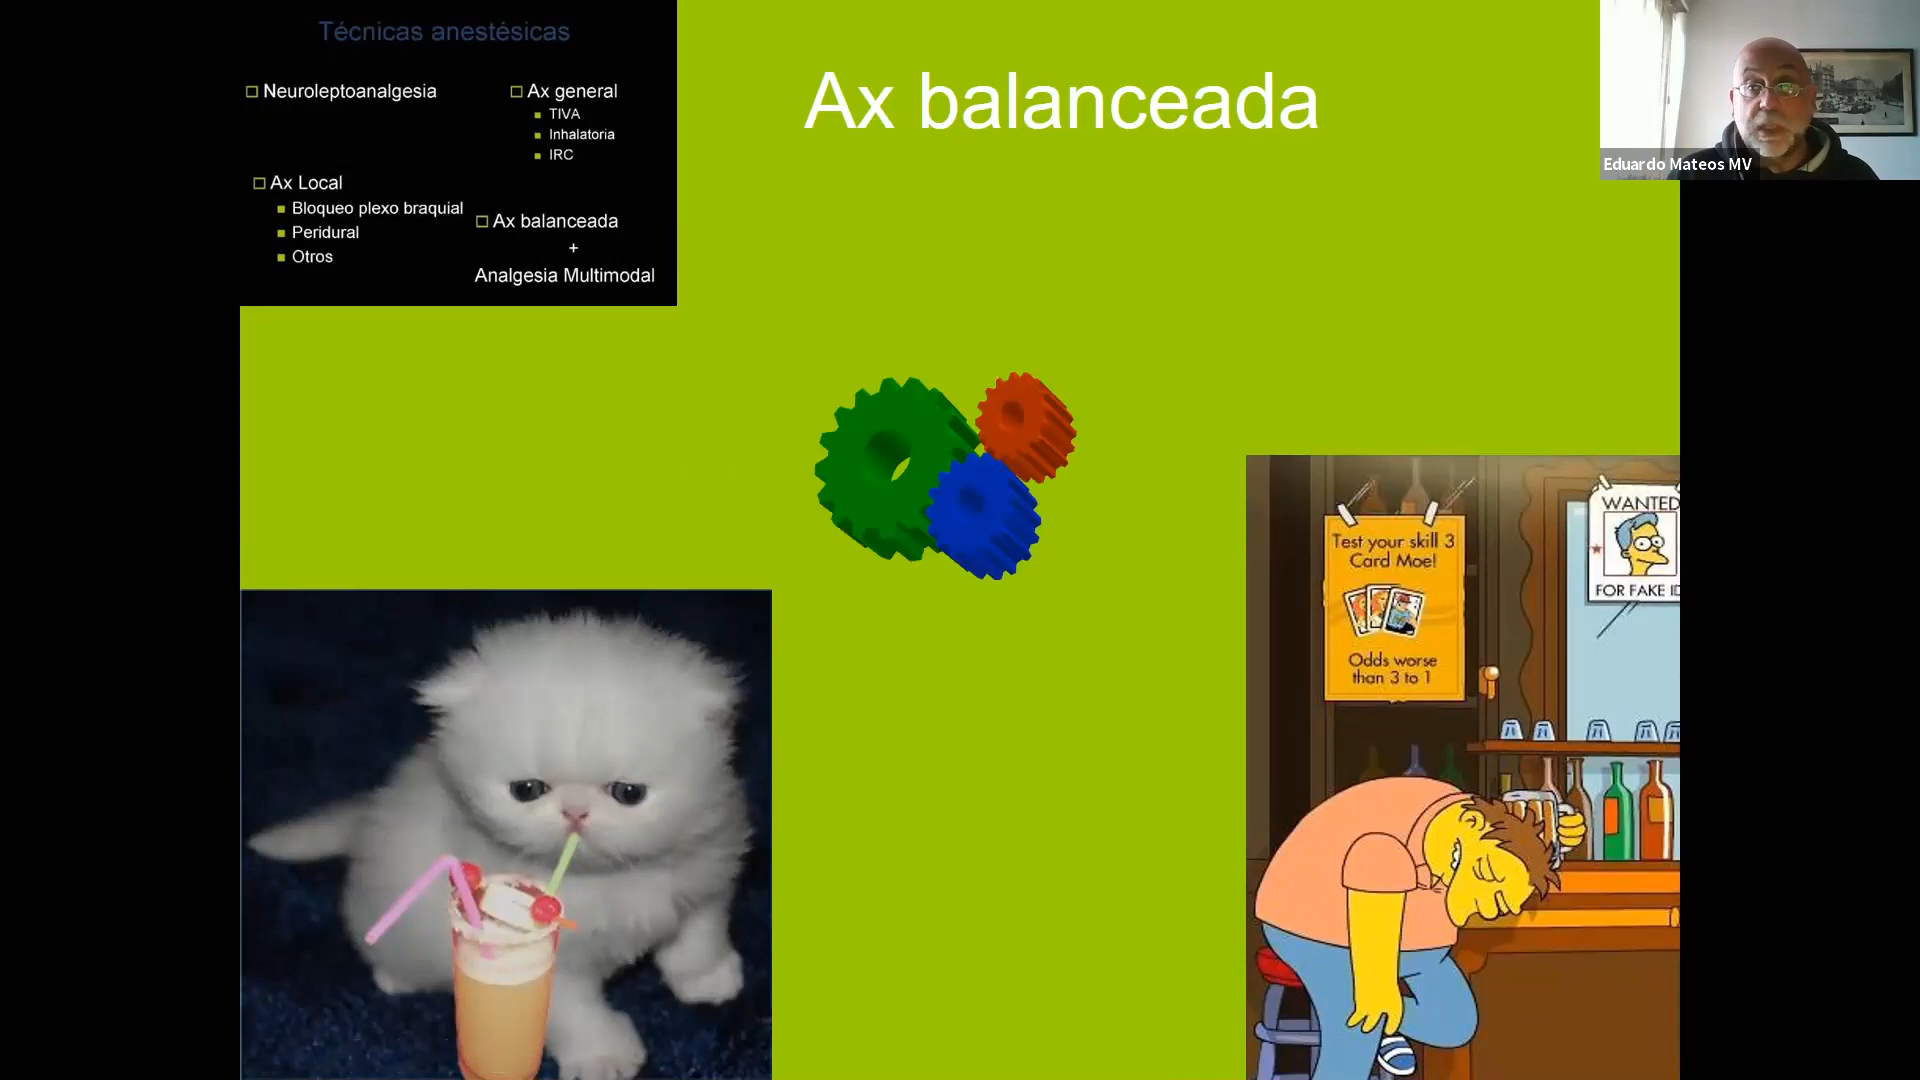 Técnicas anestésicas
Neuroleptoanalgesia
Ax general
TIVA
Inhalatoria
IRC
Ax Local
Bloqueo plexo braquial
Peridural
Otros
Ax balanceada
+
Analgesia Multimodal
Ax balanceada
Eduardo Mateos MV
Test your skill 3
Card Moe!
Odds worse
than 3 to 1
WANTED
FOR FAKE ID